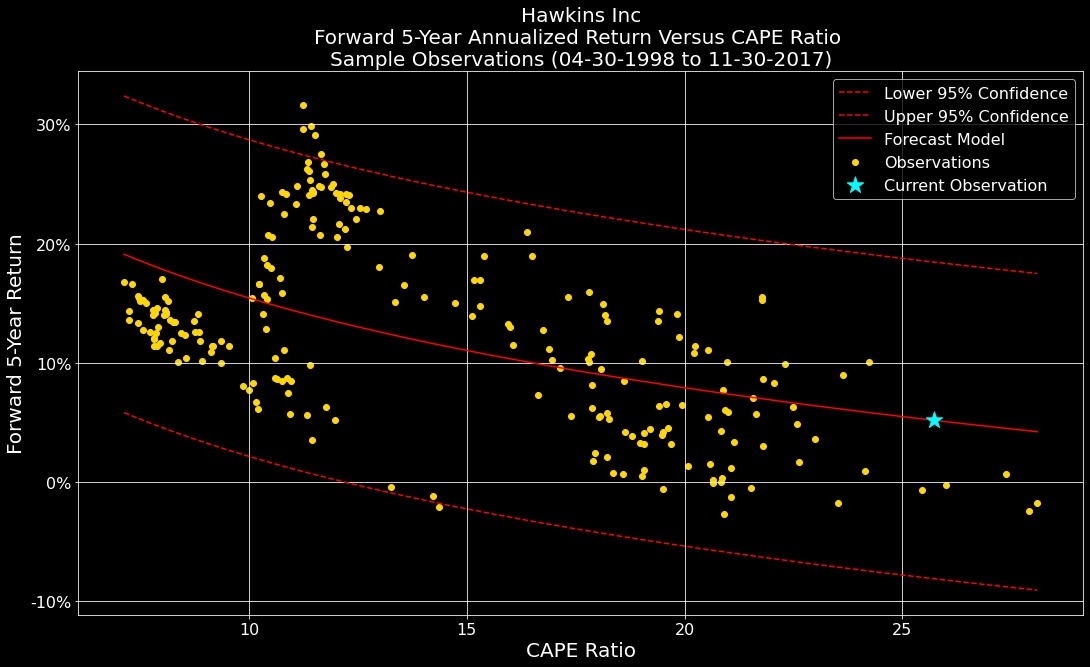 Hawkins Inc
Forward 5-Year Annualized Return Versus CAPE Ratio
Sample Observations (04-30-1998 to 11-30-2017)
Lower 95% Confidence
Upper 95% Confidence
Forecast Model
Observations
Current Observation
Forward 5-Year Return
30%
20%
10%
0%
-10%
10 15 20 25
CAPE Ratio